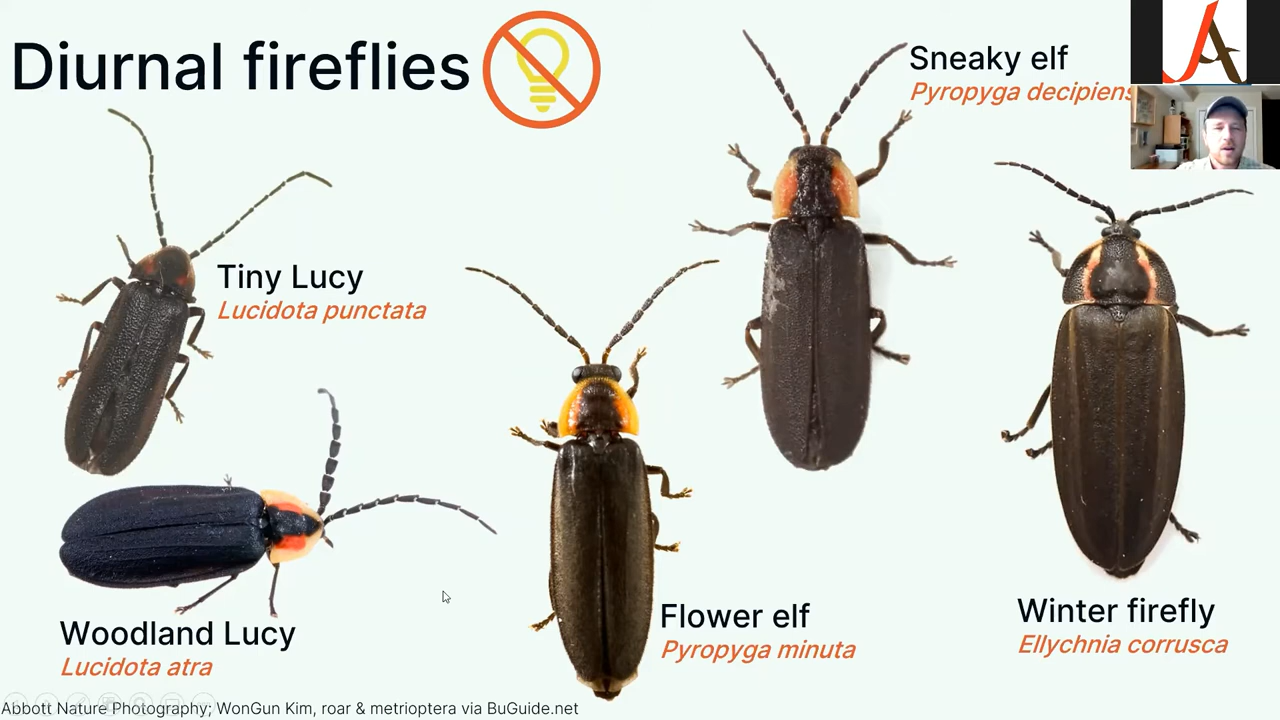 Diurnal fireflies
Sneaky elf
Pyropyga decipiens
Tiny Lucy
Lucidota punctata
Woodland Lucy
Lucidota atra
Flower elf
Pyropyga minuta
Winter firefly
Ellychnia corrusca
Abbott Nature Photography; WonGun Kim, roar & metrioptera via BuGuide.net